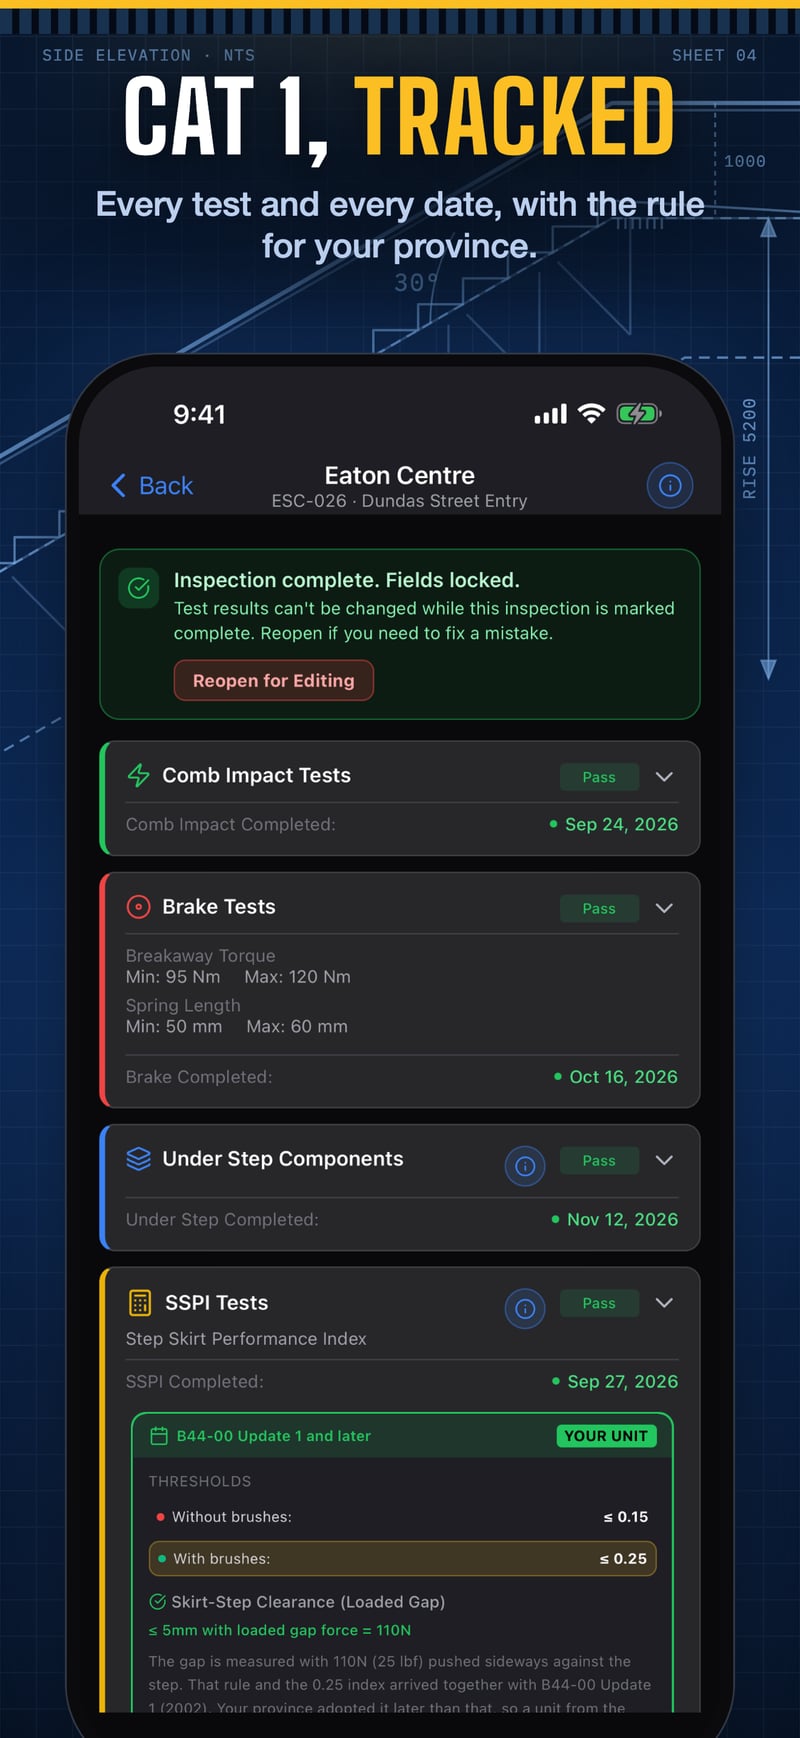 SIDE ELEVATION · NTS
SHEET 04
CAT 1, TRACKED
1000
Every test and every date, with the rule
for your province.
30°
RISE 5200
9:41
Back
Eaton Centre
ESC-026 · Dundas Street Entry
Inspection complete. Fields locked.
Test results can't be changed while this inspection is marked
complete. Reopen if you need to fix a mistake.
Reopen for Editing
Comb Impact Tests
Pass
Comb Impact Completed:
Sep 24, 2026
Brake Tests
Pass
Breakaway Torque
Min: 95 Nm Max: 120 Nm
Spring Length
Min: 50 mm Max: 60 mm
Brake Completed:
Oct 16, 2026
Under Step Components
Pass
Under Step Completed:
Nov 12, 2026
SSPI Tests
Pass
Step Skirt Performance Index
SSPI Completed:
Sep 27, 2026
B44-00 Update 1 and later
YOUR UNIT
THRESHOLDS
Without brushes:
≤ 0.15
With brushes:
≤ 0.25
Skirt-Step Clearance (Loaded Gap)
≤ 5mm with loaded gap force = 110N
The gap is measured with 110N (25 lbf) pushed sideways against the
step. That rule and the 0.25 index arrived together with B44-00 Update
1 (2002). Your province adopted it later than that, so a unit from the